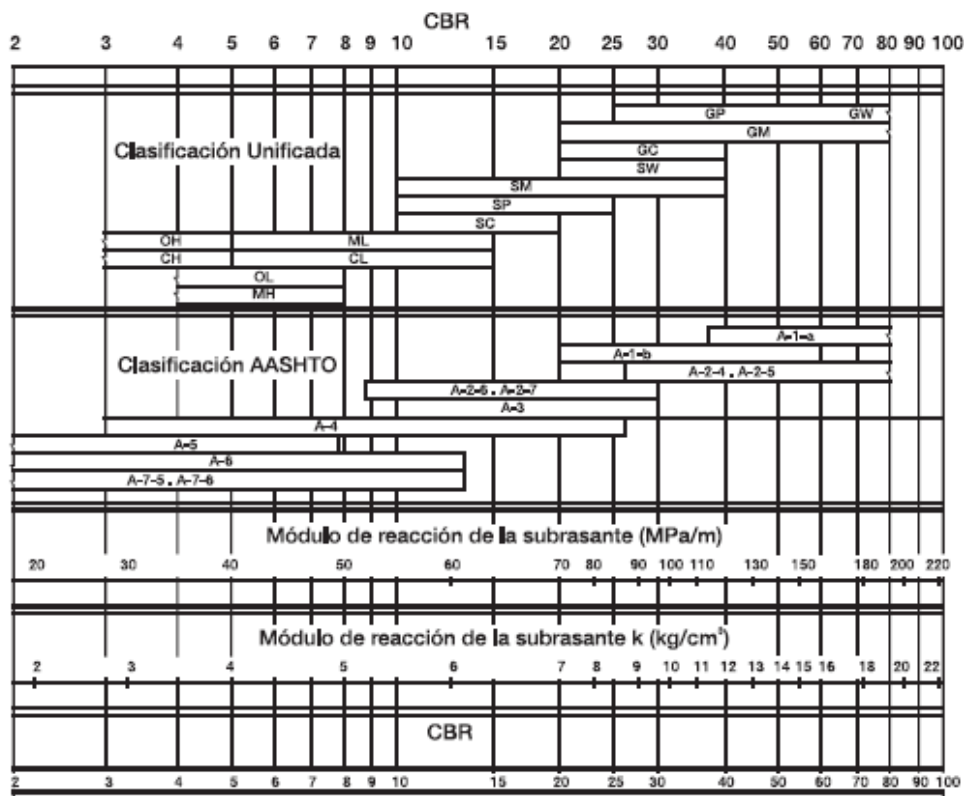 CBR
2 3 4 5 6 7 8 9 10 15 20 25 30 40 50 60 70 80 90 100
GP GW
Clasificación Unificada
GM
GC
SW
SM
SP
SC
OH ML
CH CL
OL
MH
A-1-a
Clasificación AASHTO
A-1-b
A-2-4 . A-2-5
A-2-6 . A-2-7
A-3
A-4
A-5
A-6
A-7-5 . A-7-6
Módulo de reacción de la subrasante (MPa/m)
20 30 40 50 60 70 80 90 100 110 130 150 180 200 220
Módulo de reacción de la subrasante k (kg/cm³)
2 3 4 5 6 7 8 9 10 11 12 13 14 15 16 18 20 22
CBR
2 3 4 5 6 7 8 9 10 15 20 25 30 40 50 60 70 80 90 100